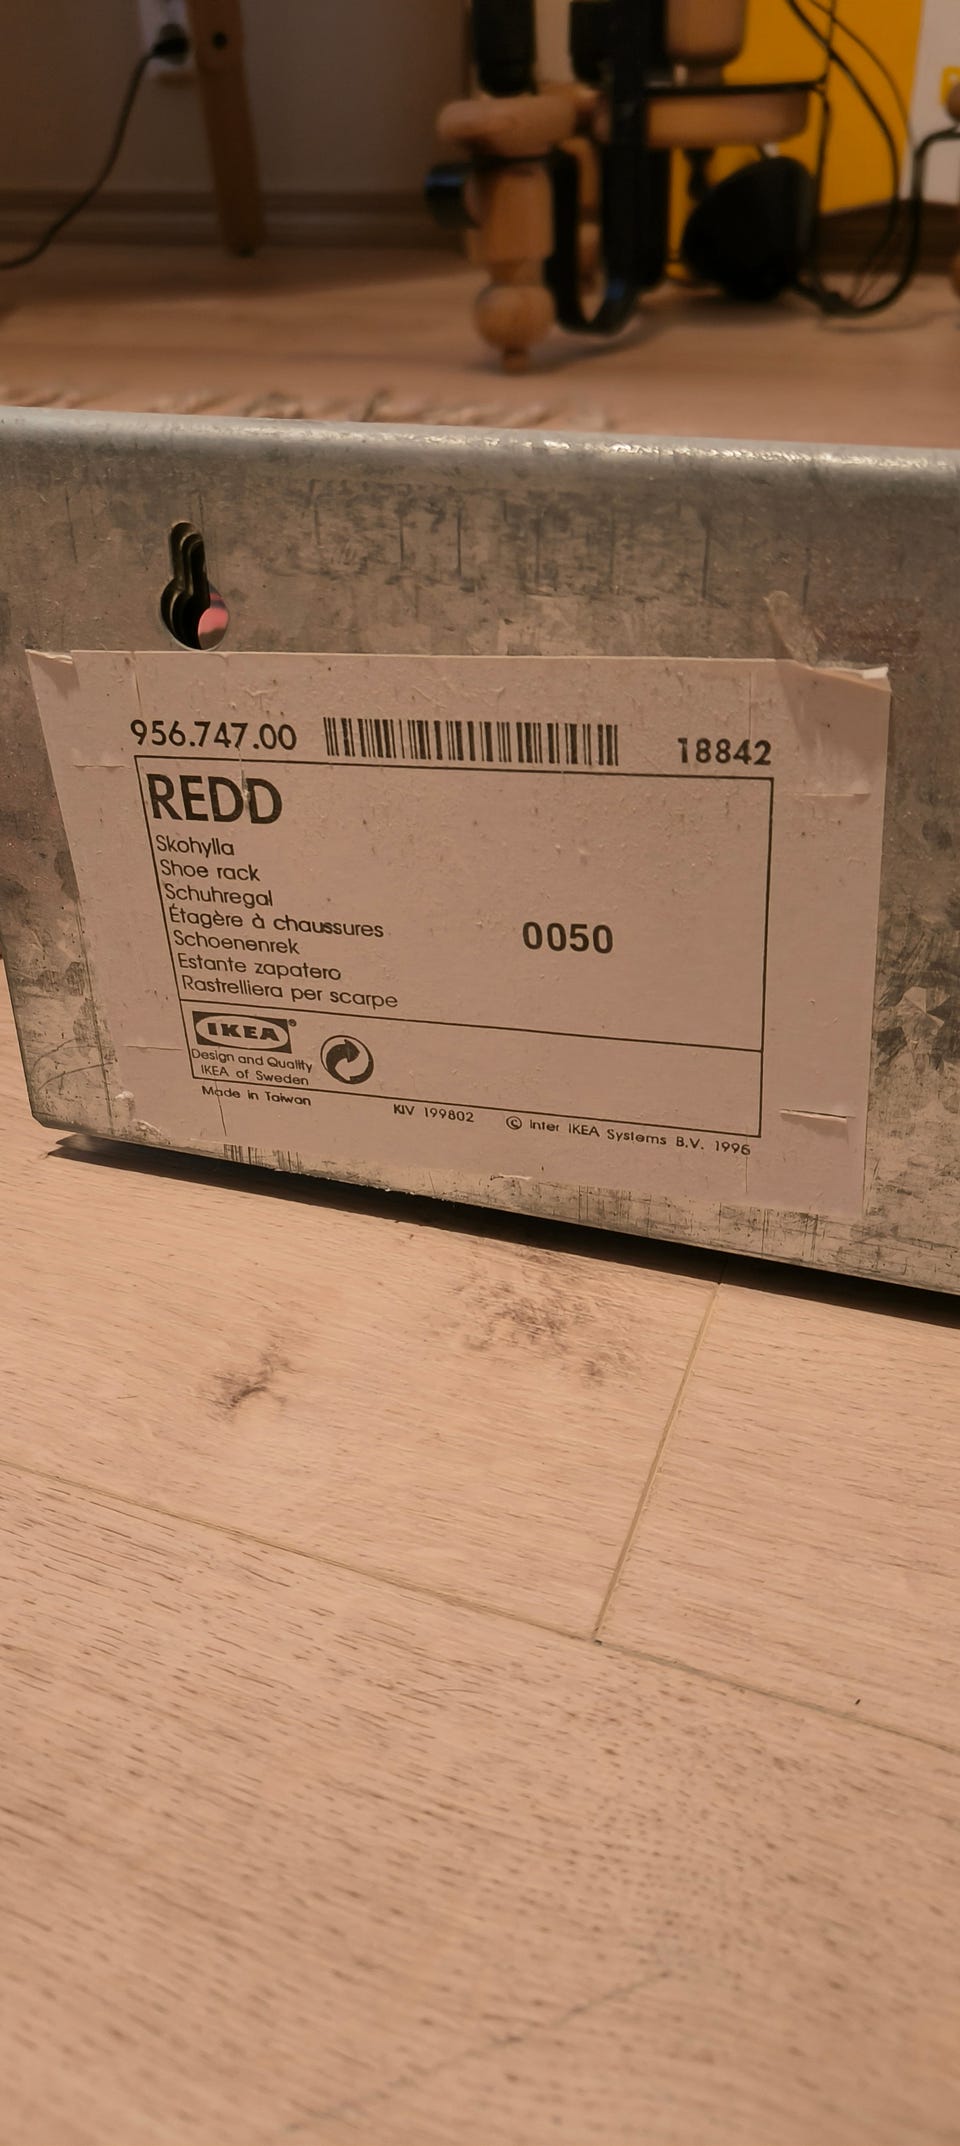 956.747.00 18842
REDD
Skohylla
Shoe rack
Schuhregal
Étagère à chaussures
Schoenenrek
Estante zapatero
Rastrelliera per scarpe
0050
IKEA®
Design and Quality
IKEA of Sweden
Made in Taiwan
KIV 199802 © Inter IKEA Systems B.V. 1996